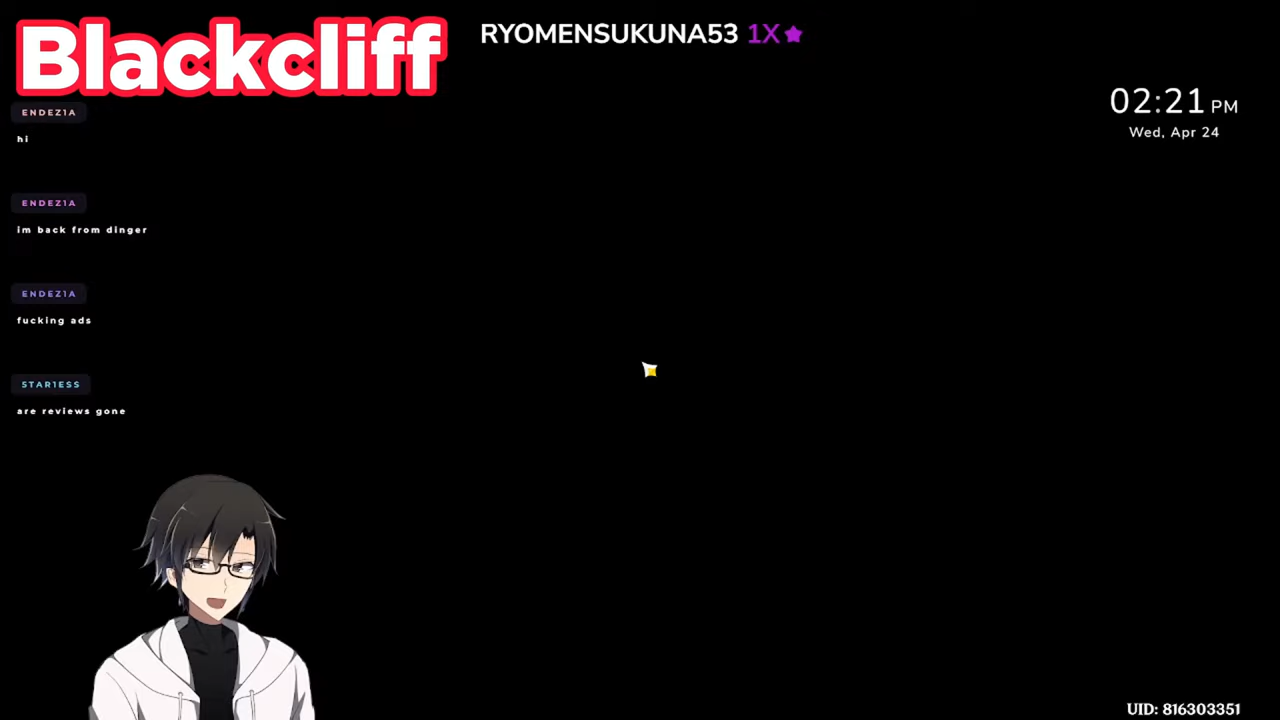 Blackcliff
RYOMENSUKUNA53 1X
02:21 PM
Wed, Apr 24
ENDEZ1A
hi
ENDEZ1A
im back from dinger
ENDEZ1A
fucking ads
5TAR1ESS
are reviews gone
UID: 816303351